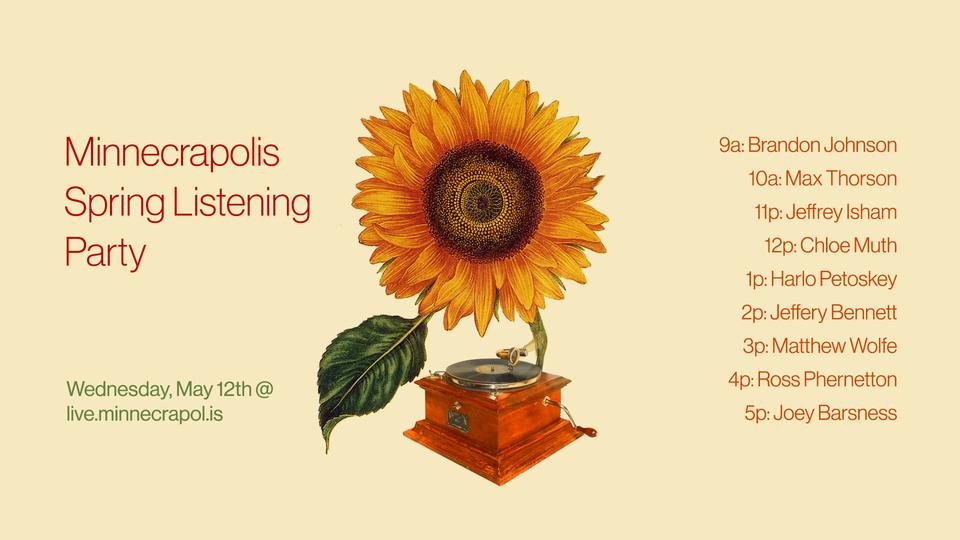 Minnecrapolis
Spring Listening
Party
Wednesday, May 12th @
live.minnecrapol.is
9a: Brandon Johnson
10a: Max Thorson
11p: Jeffrey Isham
12p: Chloe Muth
1p: Harlo Petoskey
2p: Jeffery Bennett
3p: Matthew Wolfe
4p: Ross Phernetton
5p: Joey Barsness